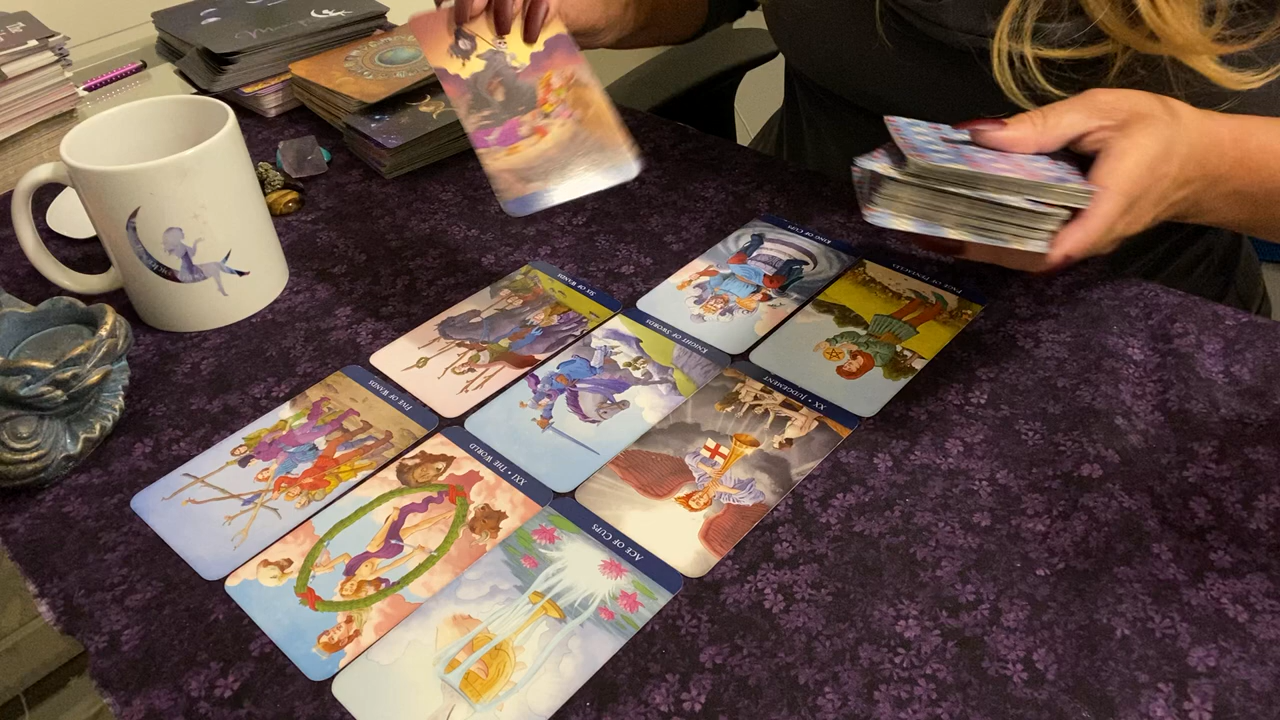 KING OF CUPS
PAGE OF PENTACLES
SIX OF WANDS
KNIGHT OF SWORDS
XX • JUDGEMENT
FIVE OF WANDS
XXI • THE WORLD
ACE OF CUPS